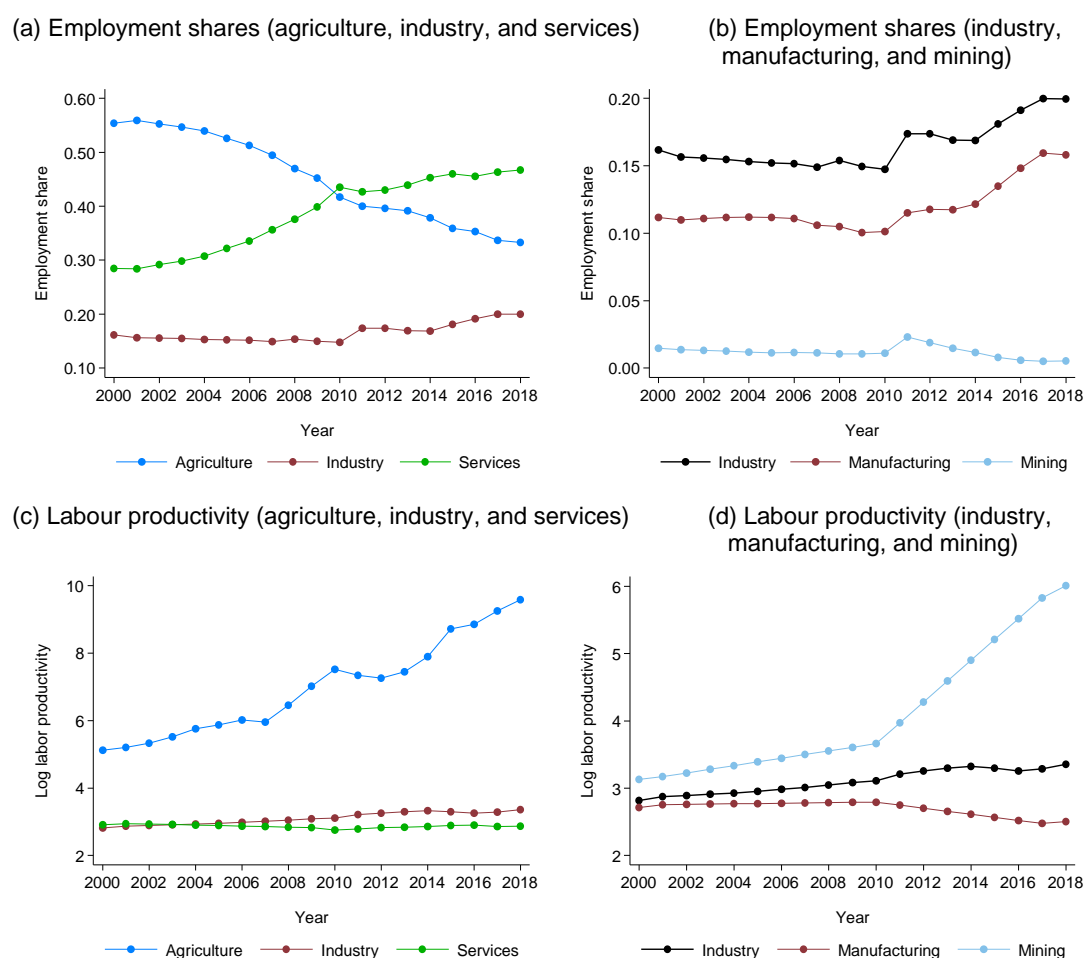 (a) Employment shares (agriculture, industry, and services)
(b) Employment shares (industry,
manufacturing, and mining)
Employment share
0.60
0.50
0.40
0.30
0.20
0.10
2000 2002 2004 2006 2008 2010 2012 2014 2016 2018
Year
Agriculture Industry Services
Employment share
0.20
0.15
0.10
0.05
0.00
2000 2002 2004 2006 2008 2010 2012 2014 2016 2018
Year
Industry Manufacturing Mining
(c) Labour productivity (agriculture, industry, and services)
(d) Labour productivity (industry,
manufacturing, and mining)
Log labor productivity
10
8
6
4
2
2000 2002 2004 2006 2008 2010 2012 2014 2016 2018
Year
Agriculture Industry Services
Log labor productivity
6
5
4
3
2
2000 2002 2004 2006 2008 2010 2012 2014 2016 2018
Year
Industry Manufacturing Mining